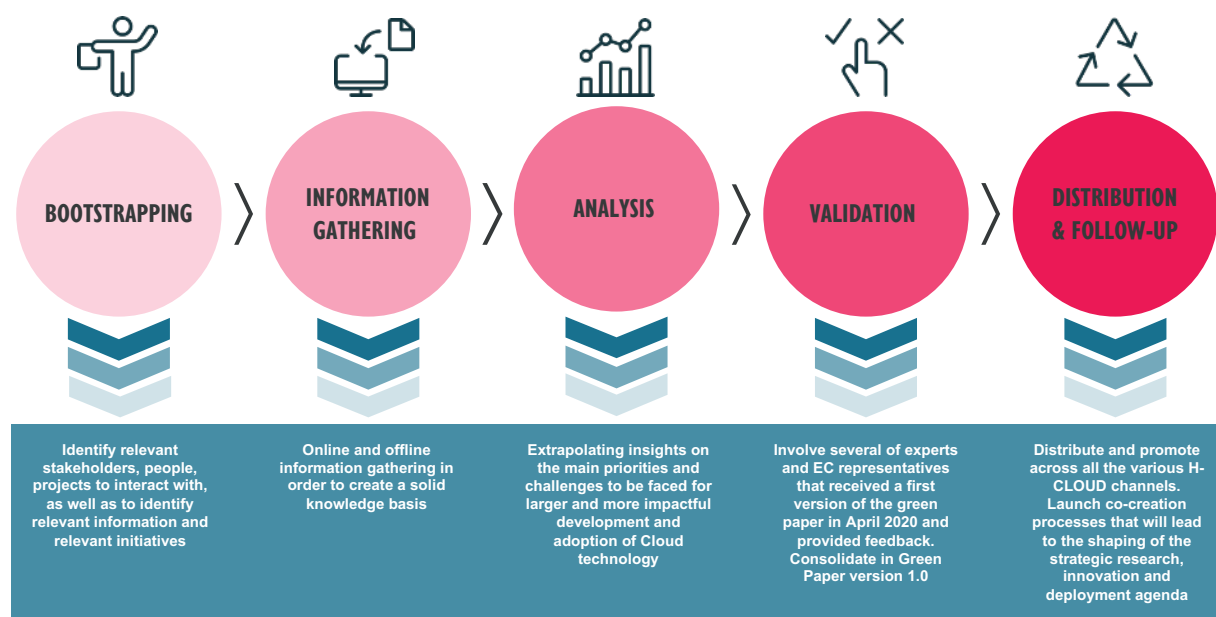 BOOTSTRAPPING
INFORMATION
GATHERING
ANALYSIS
VALIDATION
DISTRIBUTION
& FOLLOW-UP
Identify relevant
stakeholders, people,
projects to interact with,
as well as to identify
relevant information and
relevant initiatives
Online and offline
information gathering in
order to create a solid
knowledge basis
Extrapolating insights on
the main priorities and
challenges to be faced for
larger and more impactful
development and
adoption of Cloud
technology
Involve several of experts
and EC representatives
that received a first
version of the green
paper in April 2020 and
provided feedback.
Consolidate in Green
Paper version 1.0
Distribute and promote
across all the various H-
CLOUD channels.
Launch co-creation
processes that will lead
to the shaping of the
strategic research,
innovation and
deployment agenda